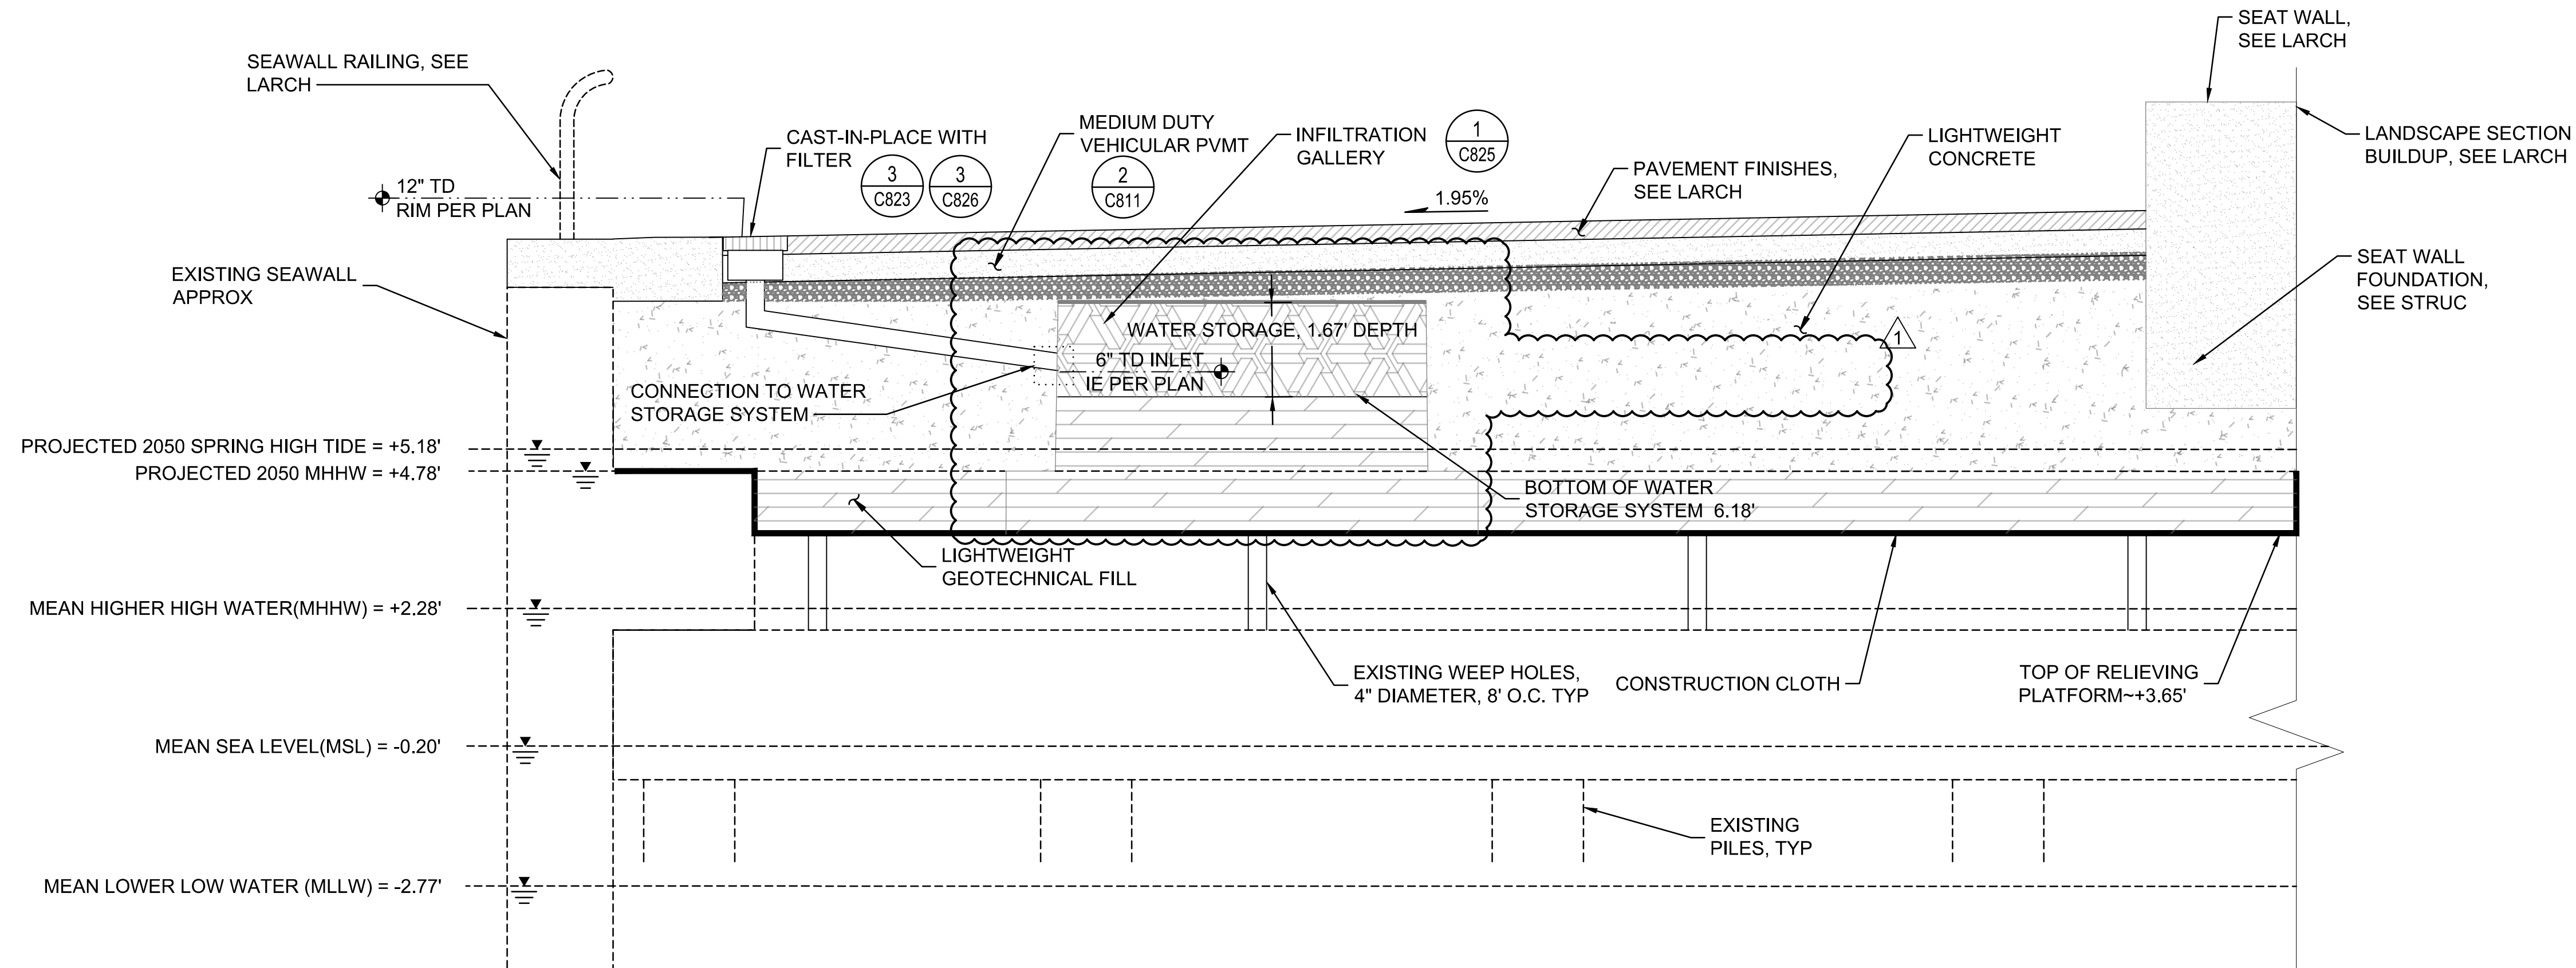 SEAT WALL,
SEE LARCH
SEAWALL RAILING, SEE
LARCH
CAST-IN-PLACE WITH
FILTER
3
C823
3
C826
MEDIUM DUTY
VEHICULAR PVMT
2
C811
INFILTRATION
GALLERY
1
C825
LIGHTWEIGHT
CONCRETE
LANDSCAPE SECTION
BUILDUP, SEE LARCH
PAVEMENT FINISHES,
SEE LARCH
12" TD
RIM PER PLAN
1.95%
EXISTING SEAWALL
APPROX
SEAT WALL
FOUNDATION,
SEE STRUC
WATER STORAGE, 1.67' DEPTH
1
6" TD INLET
IE PER PLAN
CONNECTION TO WATER
STORAGE SYSTEM
PROJECTED 2050 SPRING HIGH TIDE = +5.18'
PROJECTED 2050 MHHW = +4.78'
BOTTOM OF WATER
STORAGE SYSTEM 6.18'
LIGHTWEIGHT
GEOTECHNICAL FILL
MEAN HIGHER HIGH WATER(MHHW) = +2.28'
EXISTING WEEP HOLES,
4" DIAMETER, 8' O.C. TYP
CONSTRUCTION CLOTH
TOP OF RELIEVING
PLATFORM~+3.65'
MEAN SEA LEVEL(MSL) = -0.20'
EXISTING
PILES, TYP
MEAN LOWER LOW WATER (MLLW) = -2.77'